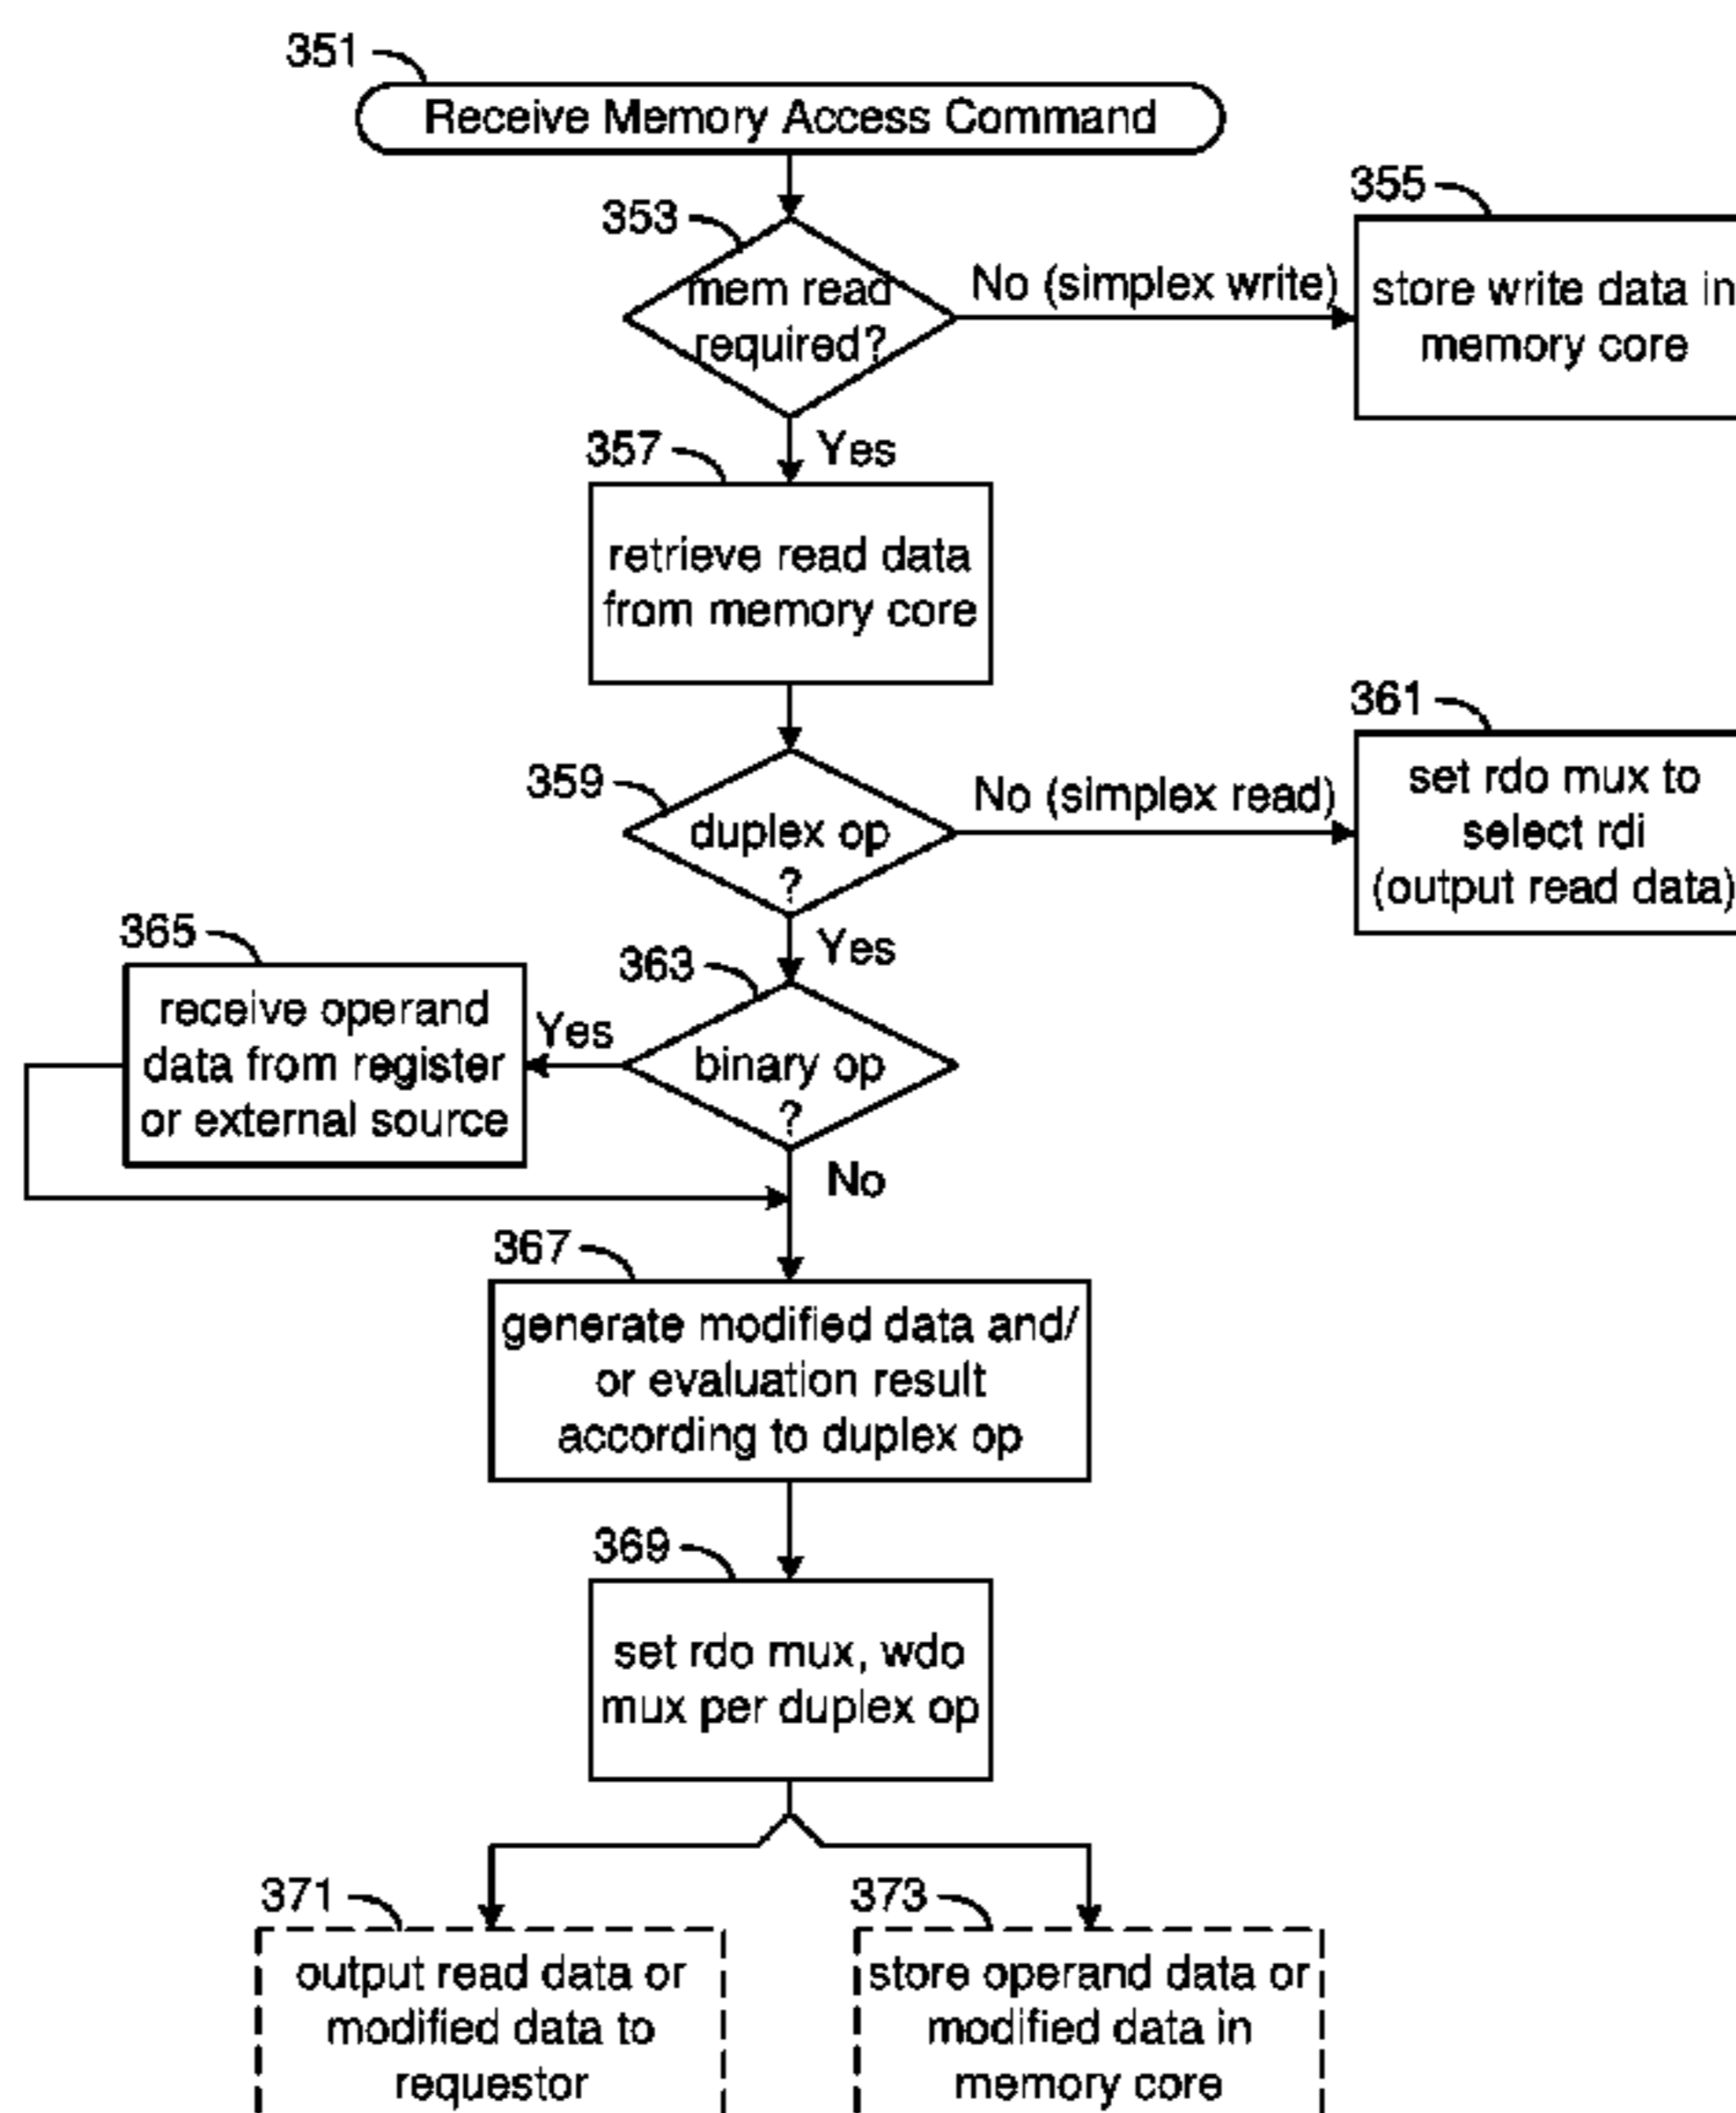 351
Receive Memory Access Command
353
mem read
required?
No (simplex write)
355
store write data in
memory core
Yes
357
retrieve read data
from memory core
359
duplex op
?
No (simplex read)
361
set rdo mux to
select rdi
(output read data)
Yes
363
binary op
?
Yes
365
receive operand
data from register
or external source
No
367
generate modified data and/
or evaluation result
according to duplex op
369
set rdo mux, wdo
mux per duplex op
371
output read data or
modified data to
requestor
373
store operand data or
modified data in
memory core